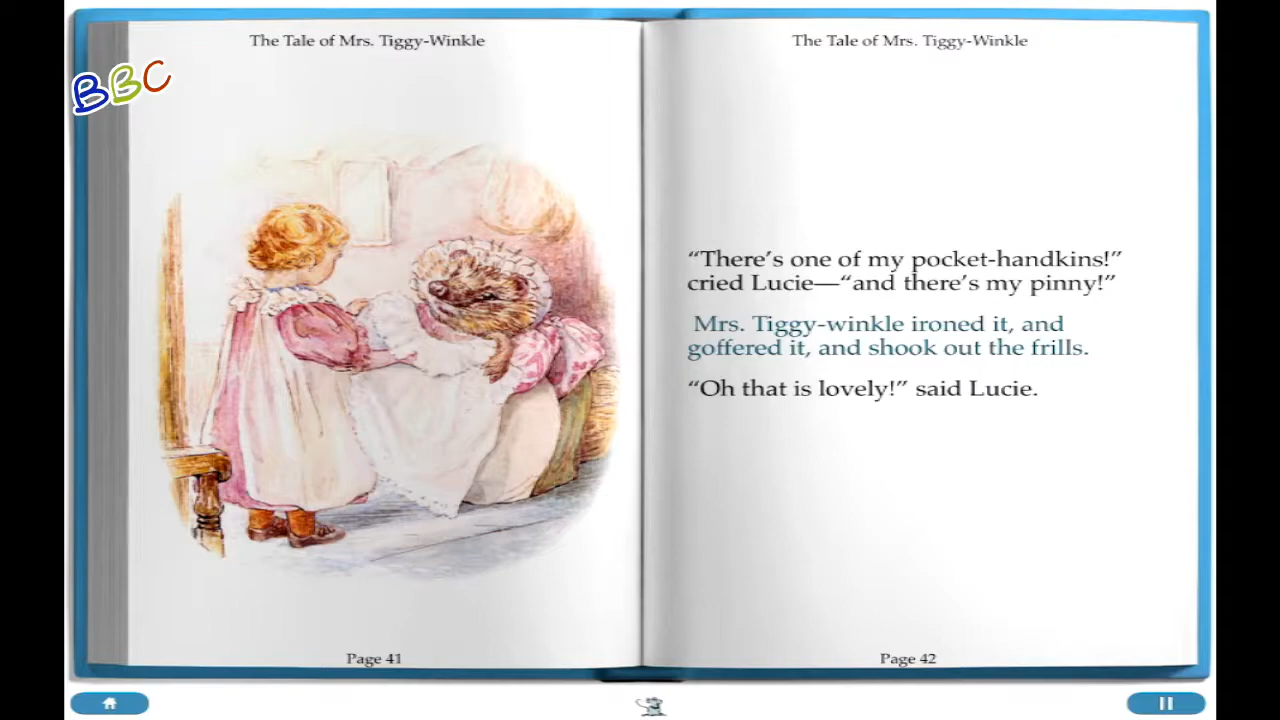 The Tale of Mrs. Tiggy-Winkle
The Tale of Mrs. Tiggy-Winkle
BBC
“There’s one of my pocket-handkins!”
cried Lucie—“and there’s my pinny!”
Mrs. Tiggy-winkle ironed it, and
goffered it, and shook out the frills.
“Oh that is lovely!” said Lucie.
Page 41
Page 42